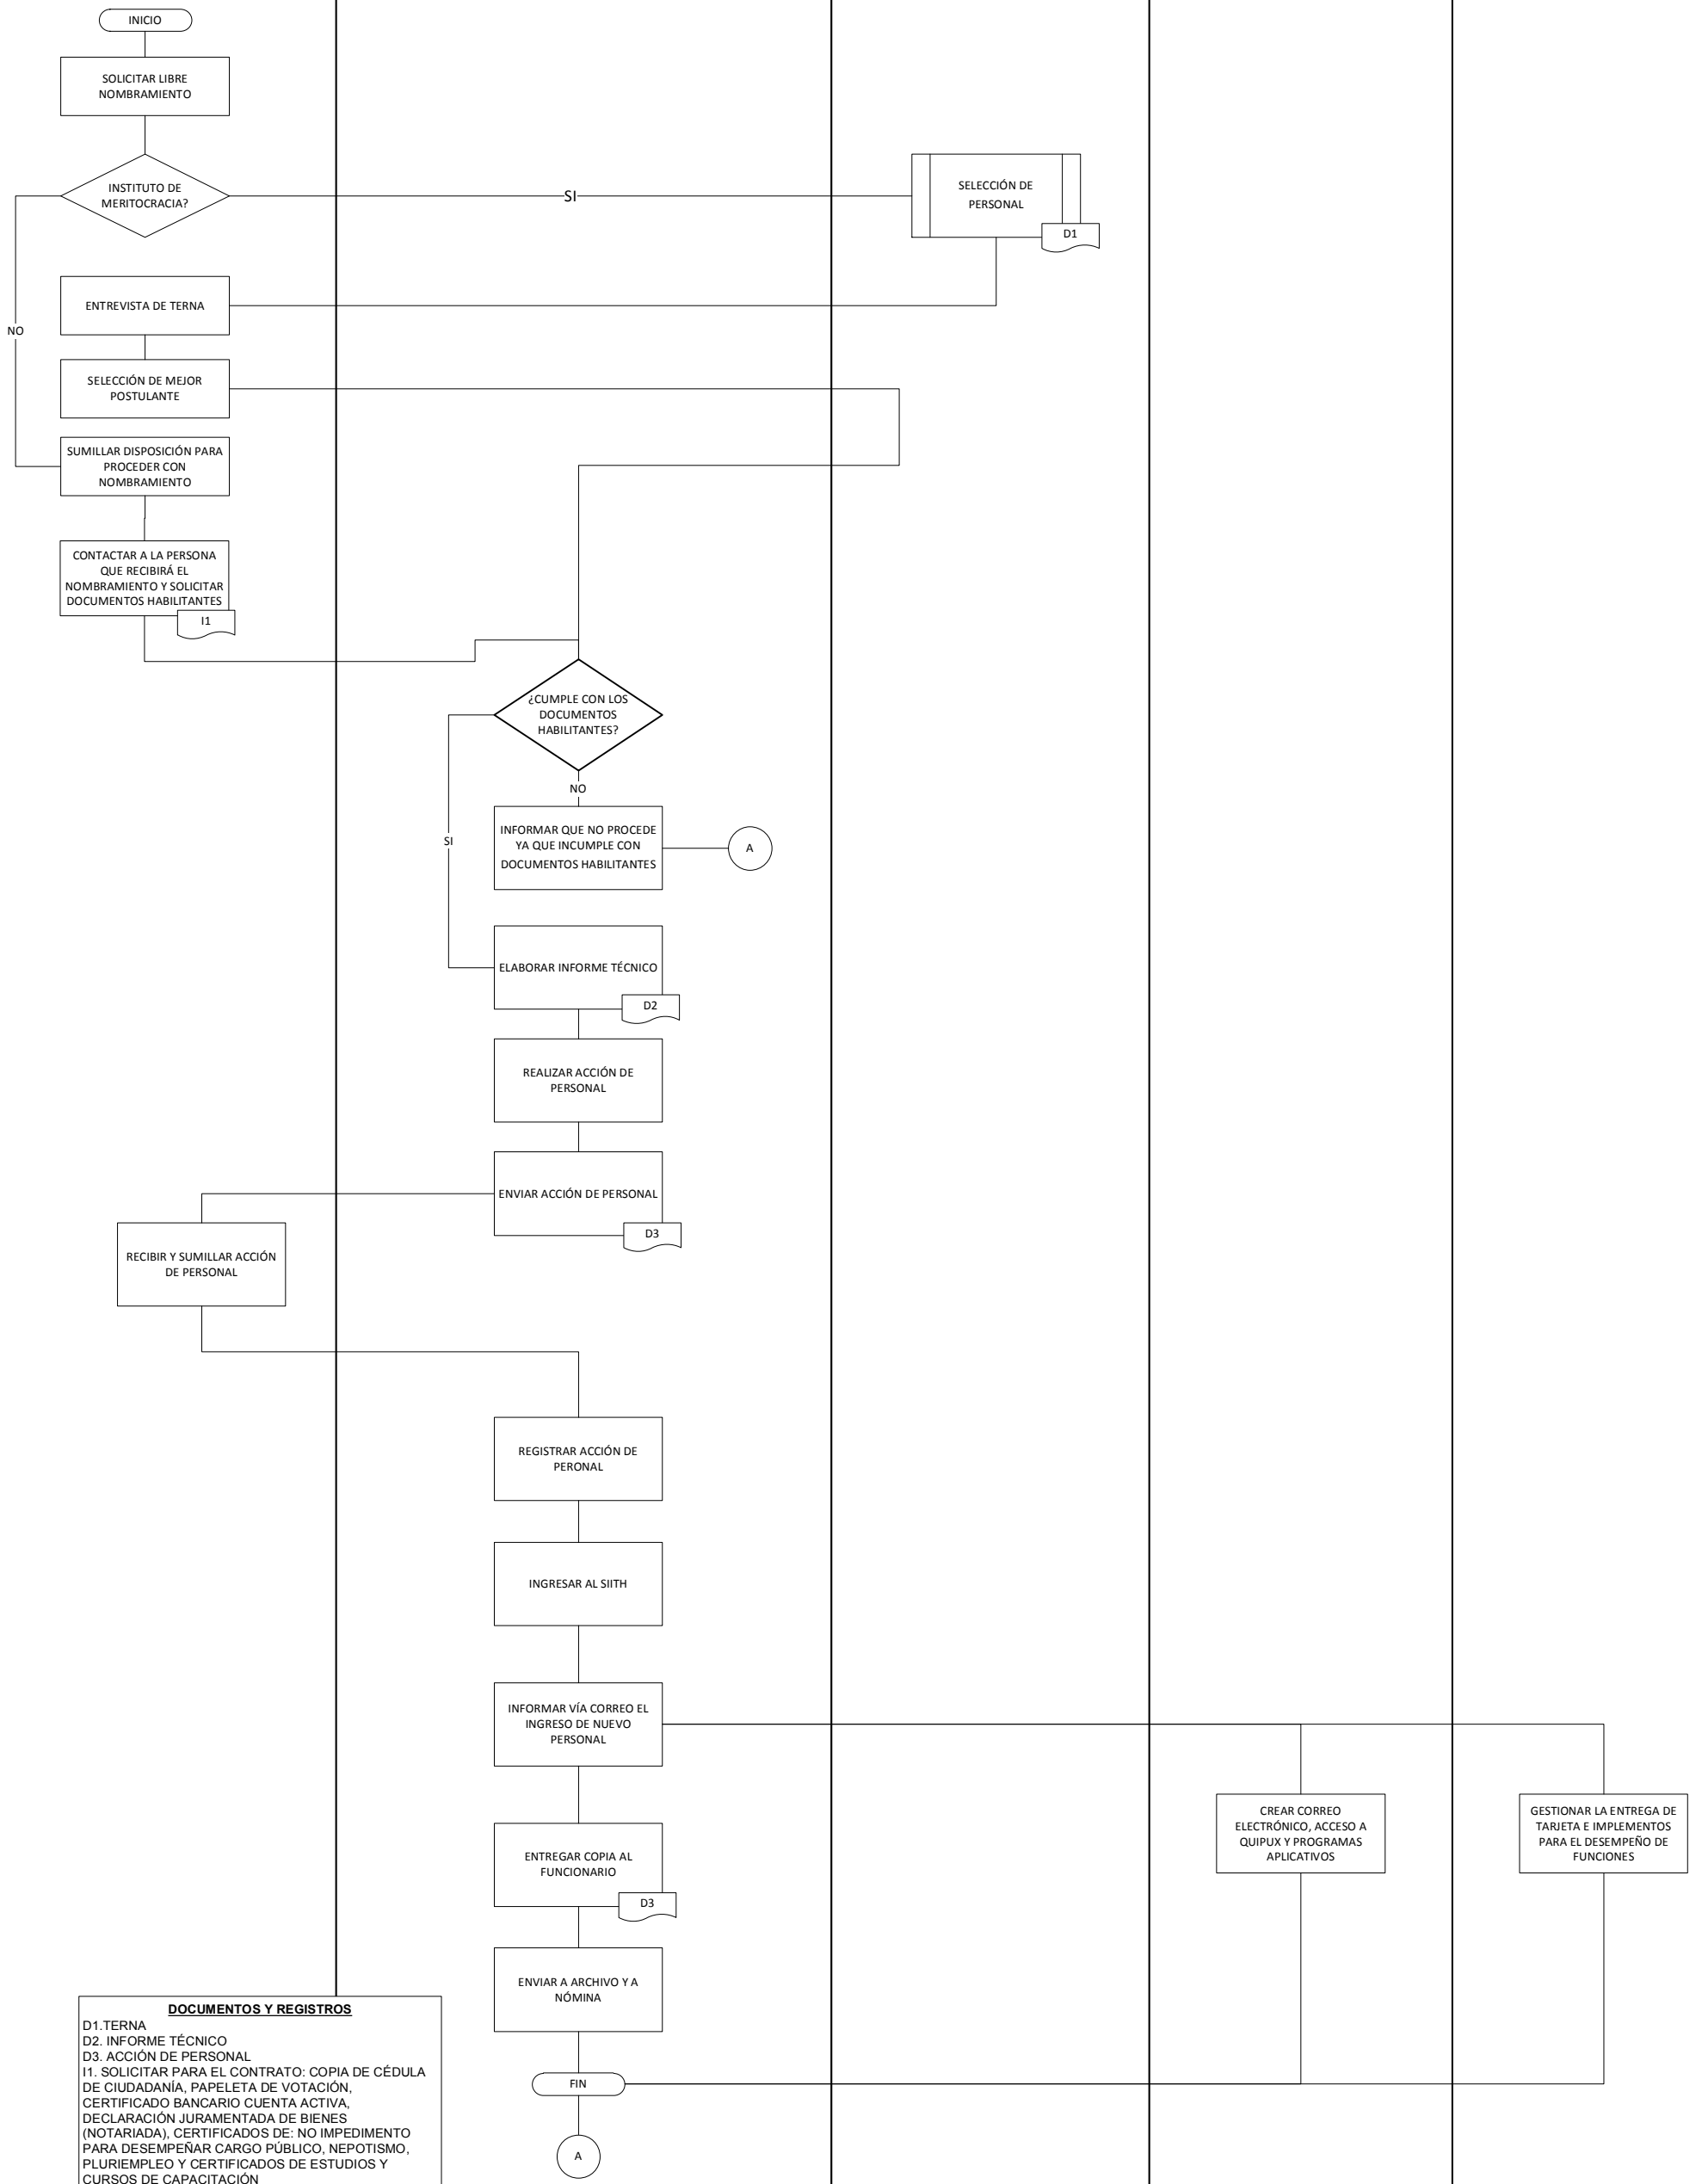 INICIO
SOLICITAR LIBRE
NOMBRAMIENTO
INSTITUTO DE
MERITOCRACIA?
SI
SELECCIÓN DE
PERSONAL
D1
ENTREVISTA DE TERNA
NO
SELECCIÓN DE MEJOR
POSTULANTE
SUMILLAR DISPOSICIÓN PARA
PROCEDER CON
NOMBRAMIENTO
CONTACTAR A LA PERSONA
QUE RECIBIRÁ EL
NOMBRAMIENTO Y SOLICITAR
DOCUMENTOS HABILITANTES
I1
¿CUMPLE CON LOS
DOCUMENTOS
HABILITANTES?
NO
SI
INFORMAR QUE NO PROCEDE
YA QUE INCUMPLE CON
DOCUMENTOS HABILITANTES
A
ELABORAR INFORME TÉCNICO
D2
REALIZAR ACCIÓN DE
PERSONAL
ENVIAR ACCIÓN DE PERSONAL
D3
RECIBIR Y SUMILLAR ACCIÓN
DE PERSONAL
REGISTRAR ACCIÓN DE
PERONAL
INGRESAR AL SIITH
INFORMAR VÍA CORREO EL
INGRESO DE NUEVO
PERSONAL
CREAR CORREO
ELECTRÓNICO, ACCESO A
QUIPUX Y PROGRAMAS
APLICATIVOS
GESTIONAR LA ENTREGA DE
TARJETA E IMPLEMENTOS
PARA EL DESEMPEÑO DE
FUNCIONES
ENTREGAR COPIA AL
FUNCIONARIO
D3
ENVIAR A ARCHIVO Y A
NÓMINA
FIN
A
DOCUMENTOS Y REGISTROS
D1.TERNA
D2. INFORME TÉCNICO
D3. ACCIÓN DE PERSONAL
I1. SOLICITAR PARA EL CONTRATO: COPIA DE CÉDULA
DE CIUDADANÍA, PAPELETA DE VOTACIÓN,
CERTIFICADO BANCARIO CUENTA ACTIVA,
DECLARACIÓN JURAMENTADA DE BIENES
(NOTARIADA), CERTIFICADOS DE: NO IMPEDIMENTO
PARA DESEMPEÑAR CARGO PÚBLICO, NEPOTISMO,
PLURIEMPLEO Y CERTIFICADOS DE ESTUDIOS Y
CURSOS DE CAPACITACIÓN